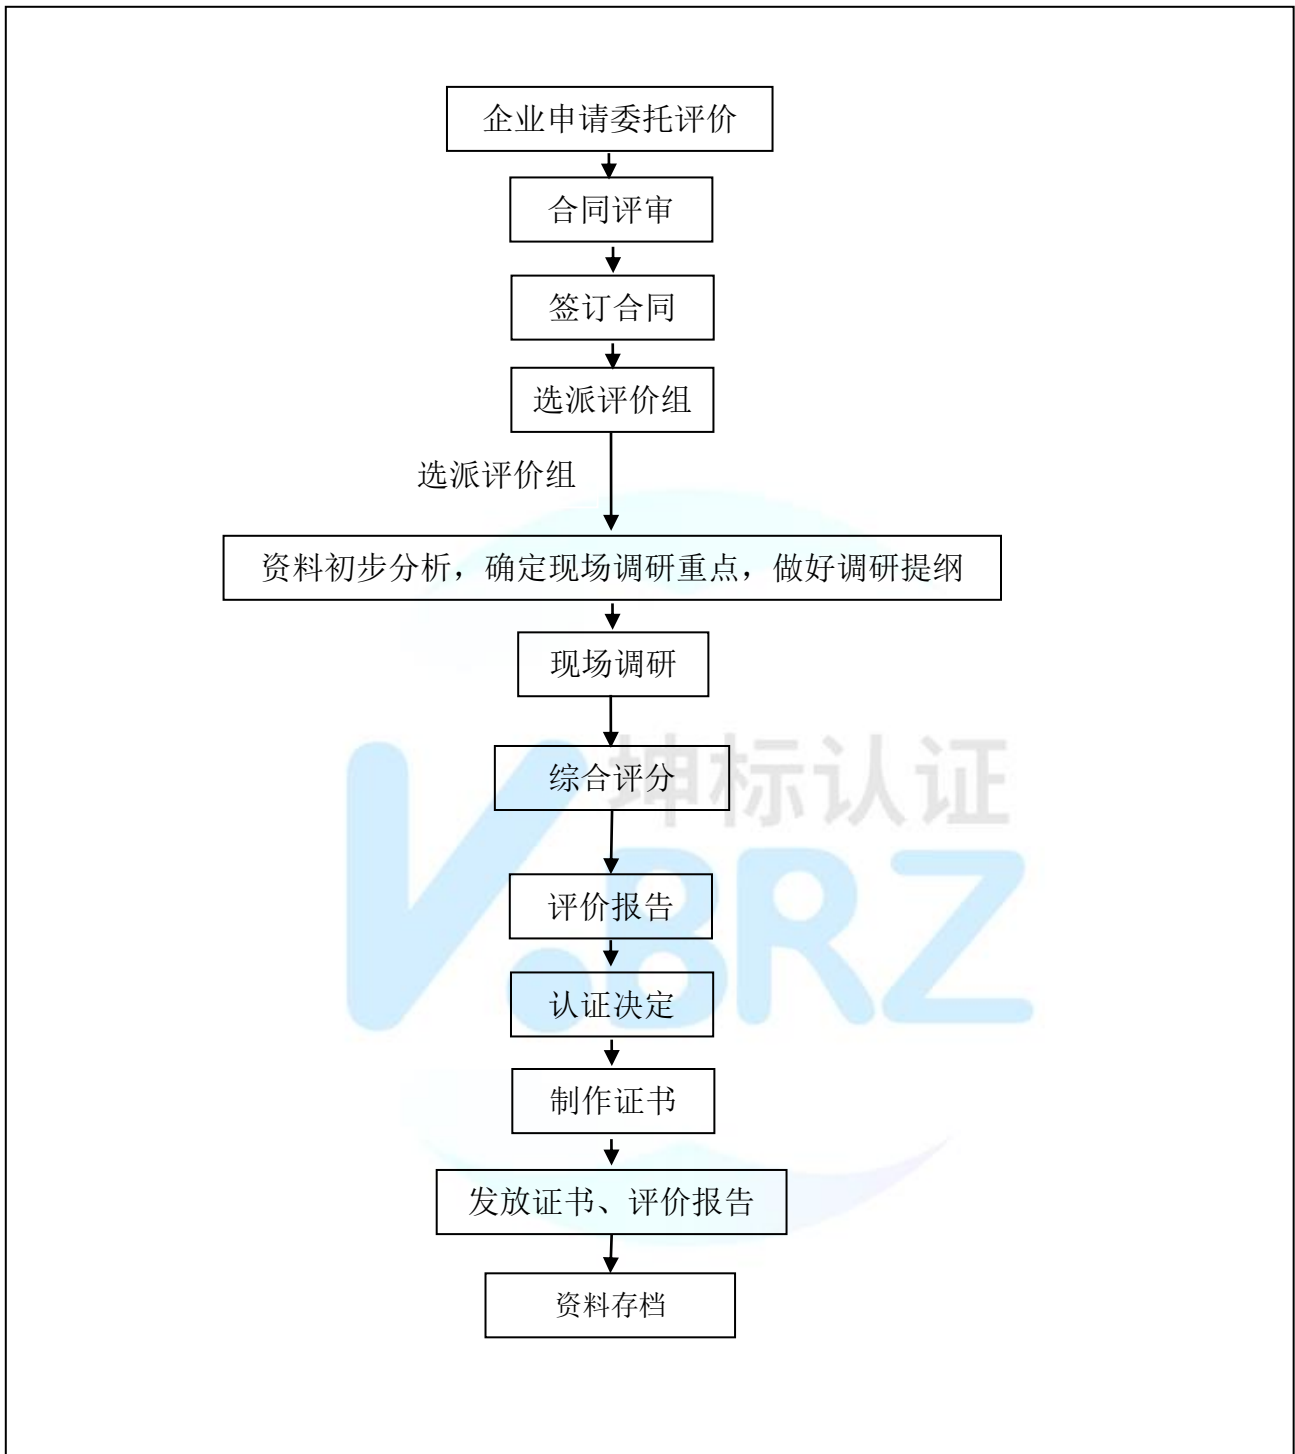 企业申请委托评价
合同评审
签订合同
选派评价组
选派评价组
资料初步分析，确定现场调研重点，做好调研提纲
现场调研
坤标认证
综合评分
BRZ
评价报告
认证决定
制作证书
发放证书、评价报告
资料存档